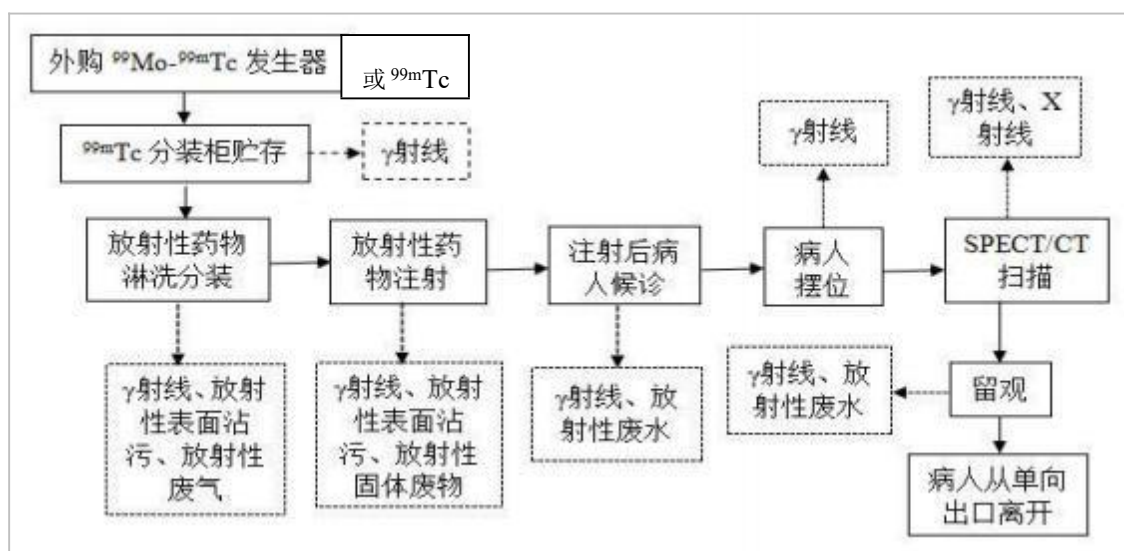 外购 ⁹⁹Mo-⁹⁹ᵐTc 发生器
或 ⁹⁹ᵐTc
⁹⁹ᵐTc 分装柜贮存
γ射线
γ射线
γ射线、X
射线
放射性药物
淋洗分装
放射性药
物注射
注射后病
人候诊
病人
摆位
SPECT/CT
扫描
γ射线、放射
性表面沾
污、放射性
废气
γ射线、放射
性表面沾
污、放射性
固体废物
γ射线、放
射性废水
γ射线、放
射性废水
留观
病人从单向
出口离开